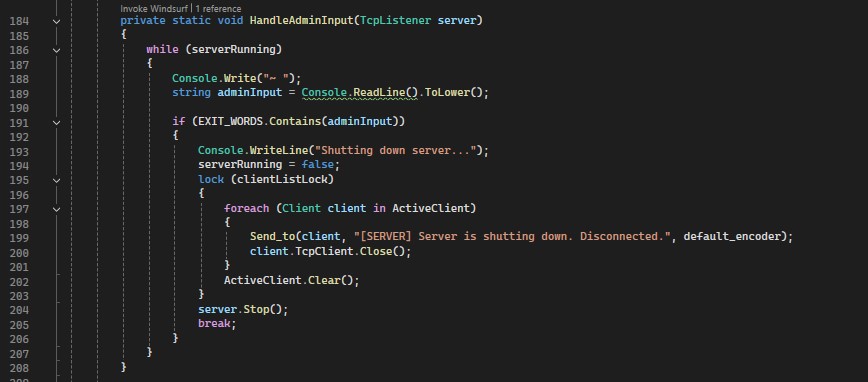 Invoke Windsurf | 1 reference
184 private static void HandleAdminInput(TcpListener server)
185 {
186 while (serverRunning)
187 {
188 Console.Write("~ ");
189 string adminInput = Console.ReadLine().ToLower();
190
191 if (EXIT_WORDS.Contains(adminInput))
192 {
193 Console.WriteLine("Shutting down server...");
194 serverRunning = false;
195 lock (clientListLock)
196 {
197 foreach (Client client in ActiveClient)
198 {
199 Send_to(client, "[SERVER] Server is shutting down. Disconnected.", default_encoder);
200 client.TcpClient.Close();
201 }
202 ActiveClient.Clear();
203 }
204 server.Stop();
205 break;
206 }
207 }
208 }